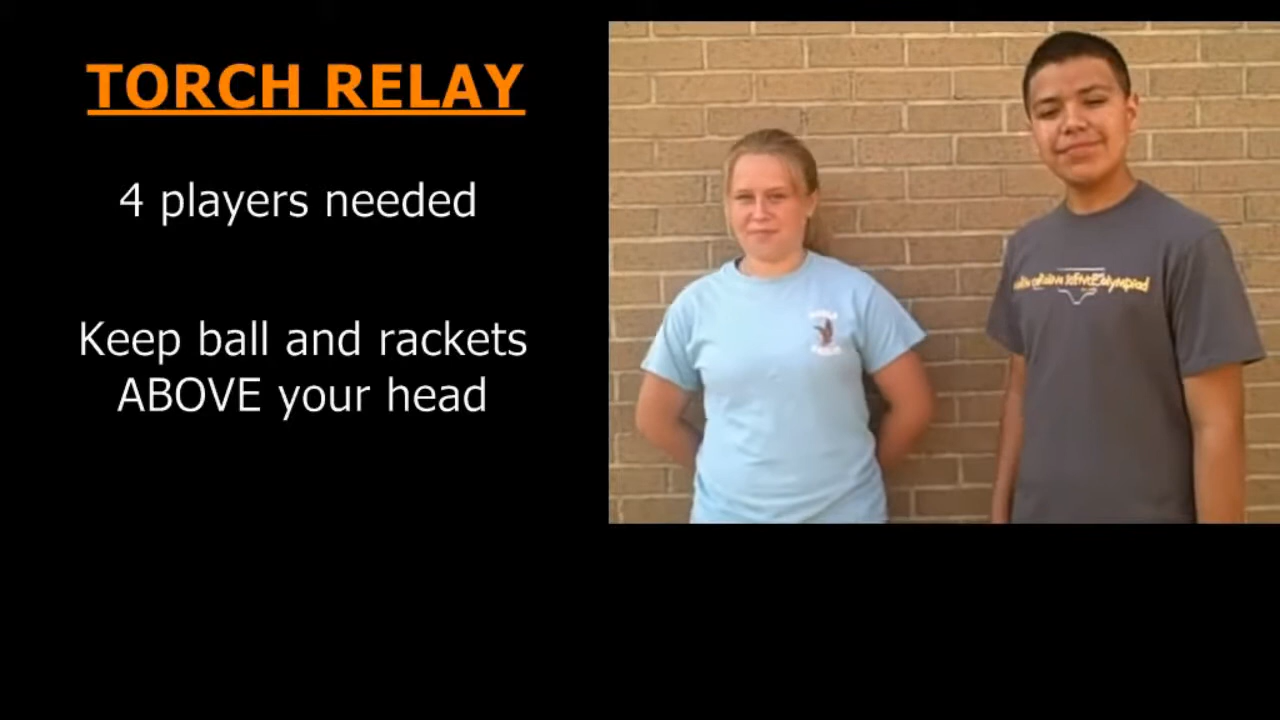 TORCH RELAY
4 players needed
Keep ball and rackets
ABOVE your head